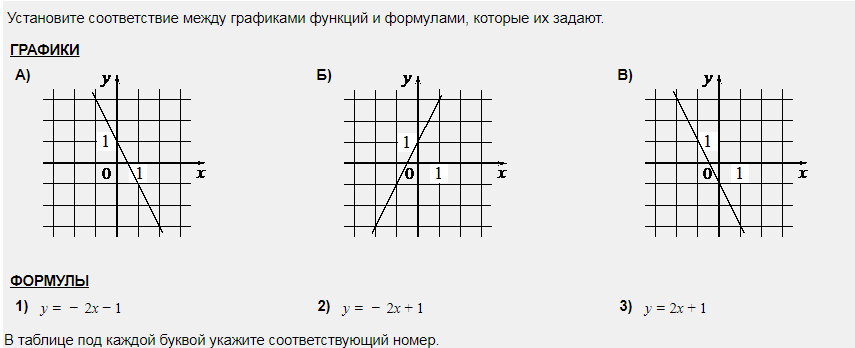 Установите соответствие между графиками функций и формулами, которые их задают.
ГРАФИКИ
А) Б) В)
y y y
1 1 1
0 1 x 0 1 x 0 1 x
ФОРМУЛЫ
1) y = − 2x − 1 2) y = − 2x + 1 3) y = 2x + 1
В таблице под каждой буквой укажите соответствующий номер.